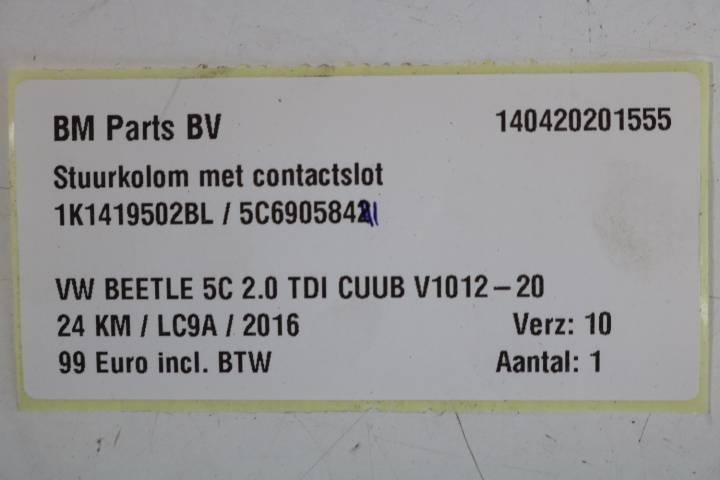 BM Parts BV 140420201555
Stuurkolom met contactslot
1K1419502BL / 5C690584
VW BEETLE 5C 2.0 TDI CUUB V1012-20
24 KM / LC9A / 2016 Verz: 10
99 Euro incl. BTW Aantal: 1